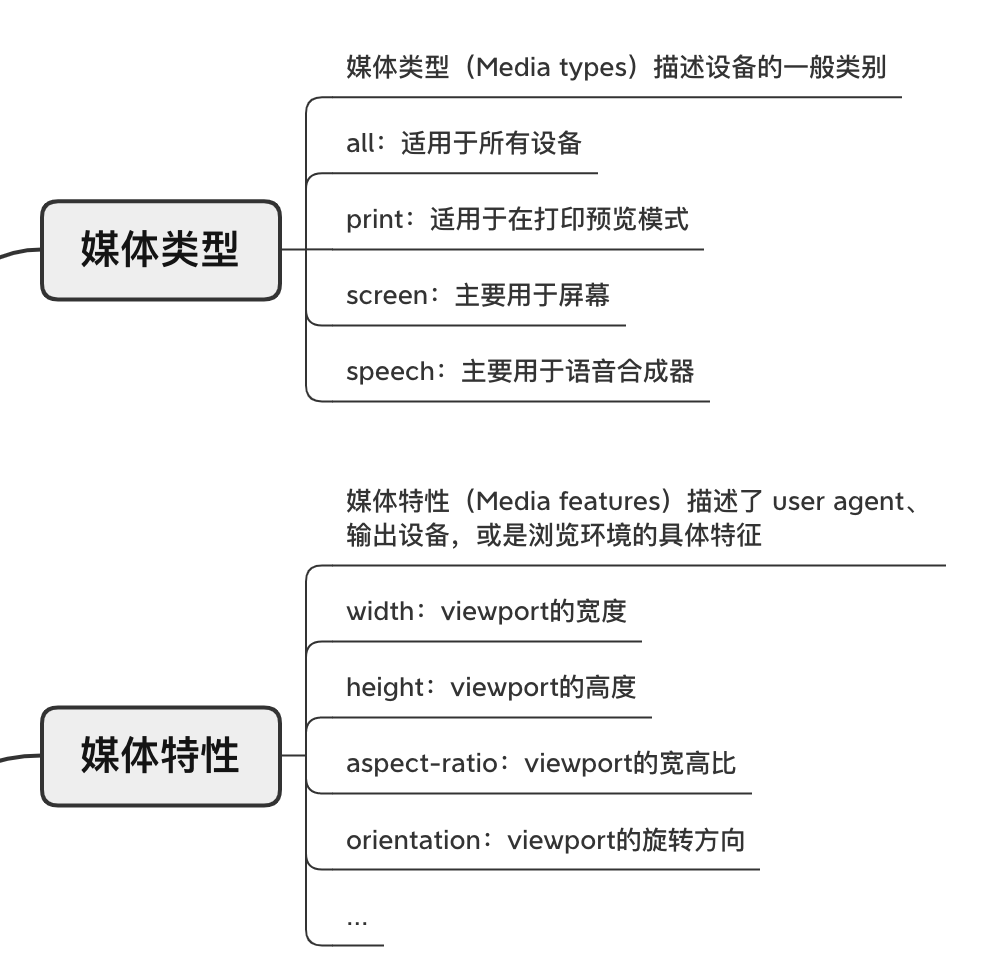 媒体类型（Media types）描述设备的一般类别
all：适用于所有设备
print：适用于在打印预览模式
媒体类型
screen：主要用于屏幕
speech：主要用于语音合成器
媒体特性（Media features）描述了 user agent、
输出设备，或是浏览环境的具体特征
width：viewport的宽度
height：viewport的高度
媒体特性
aspect-ratio：viewport的宽高比
orientation：viewport的旋转方向
...